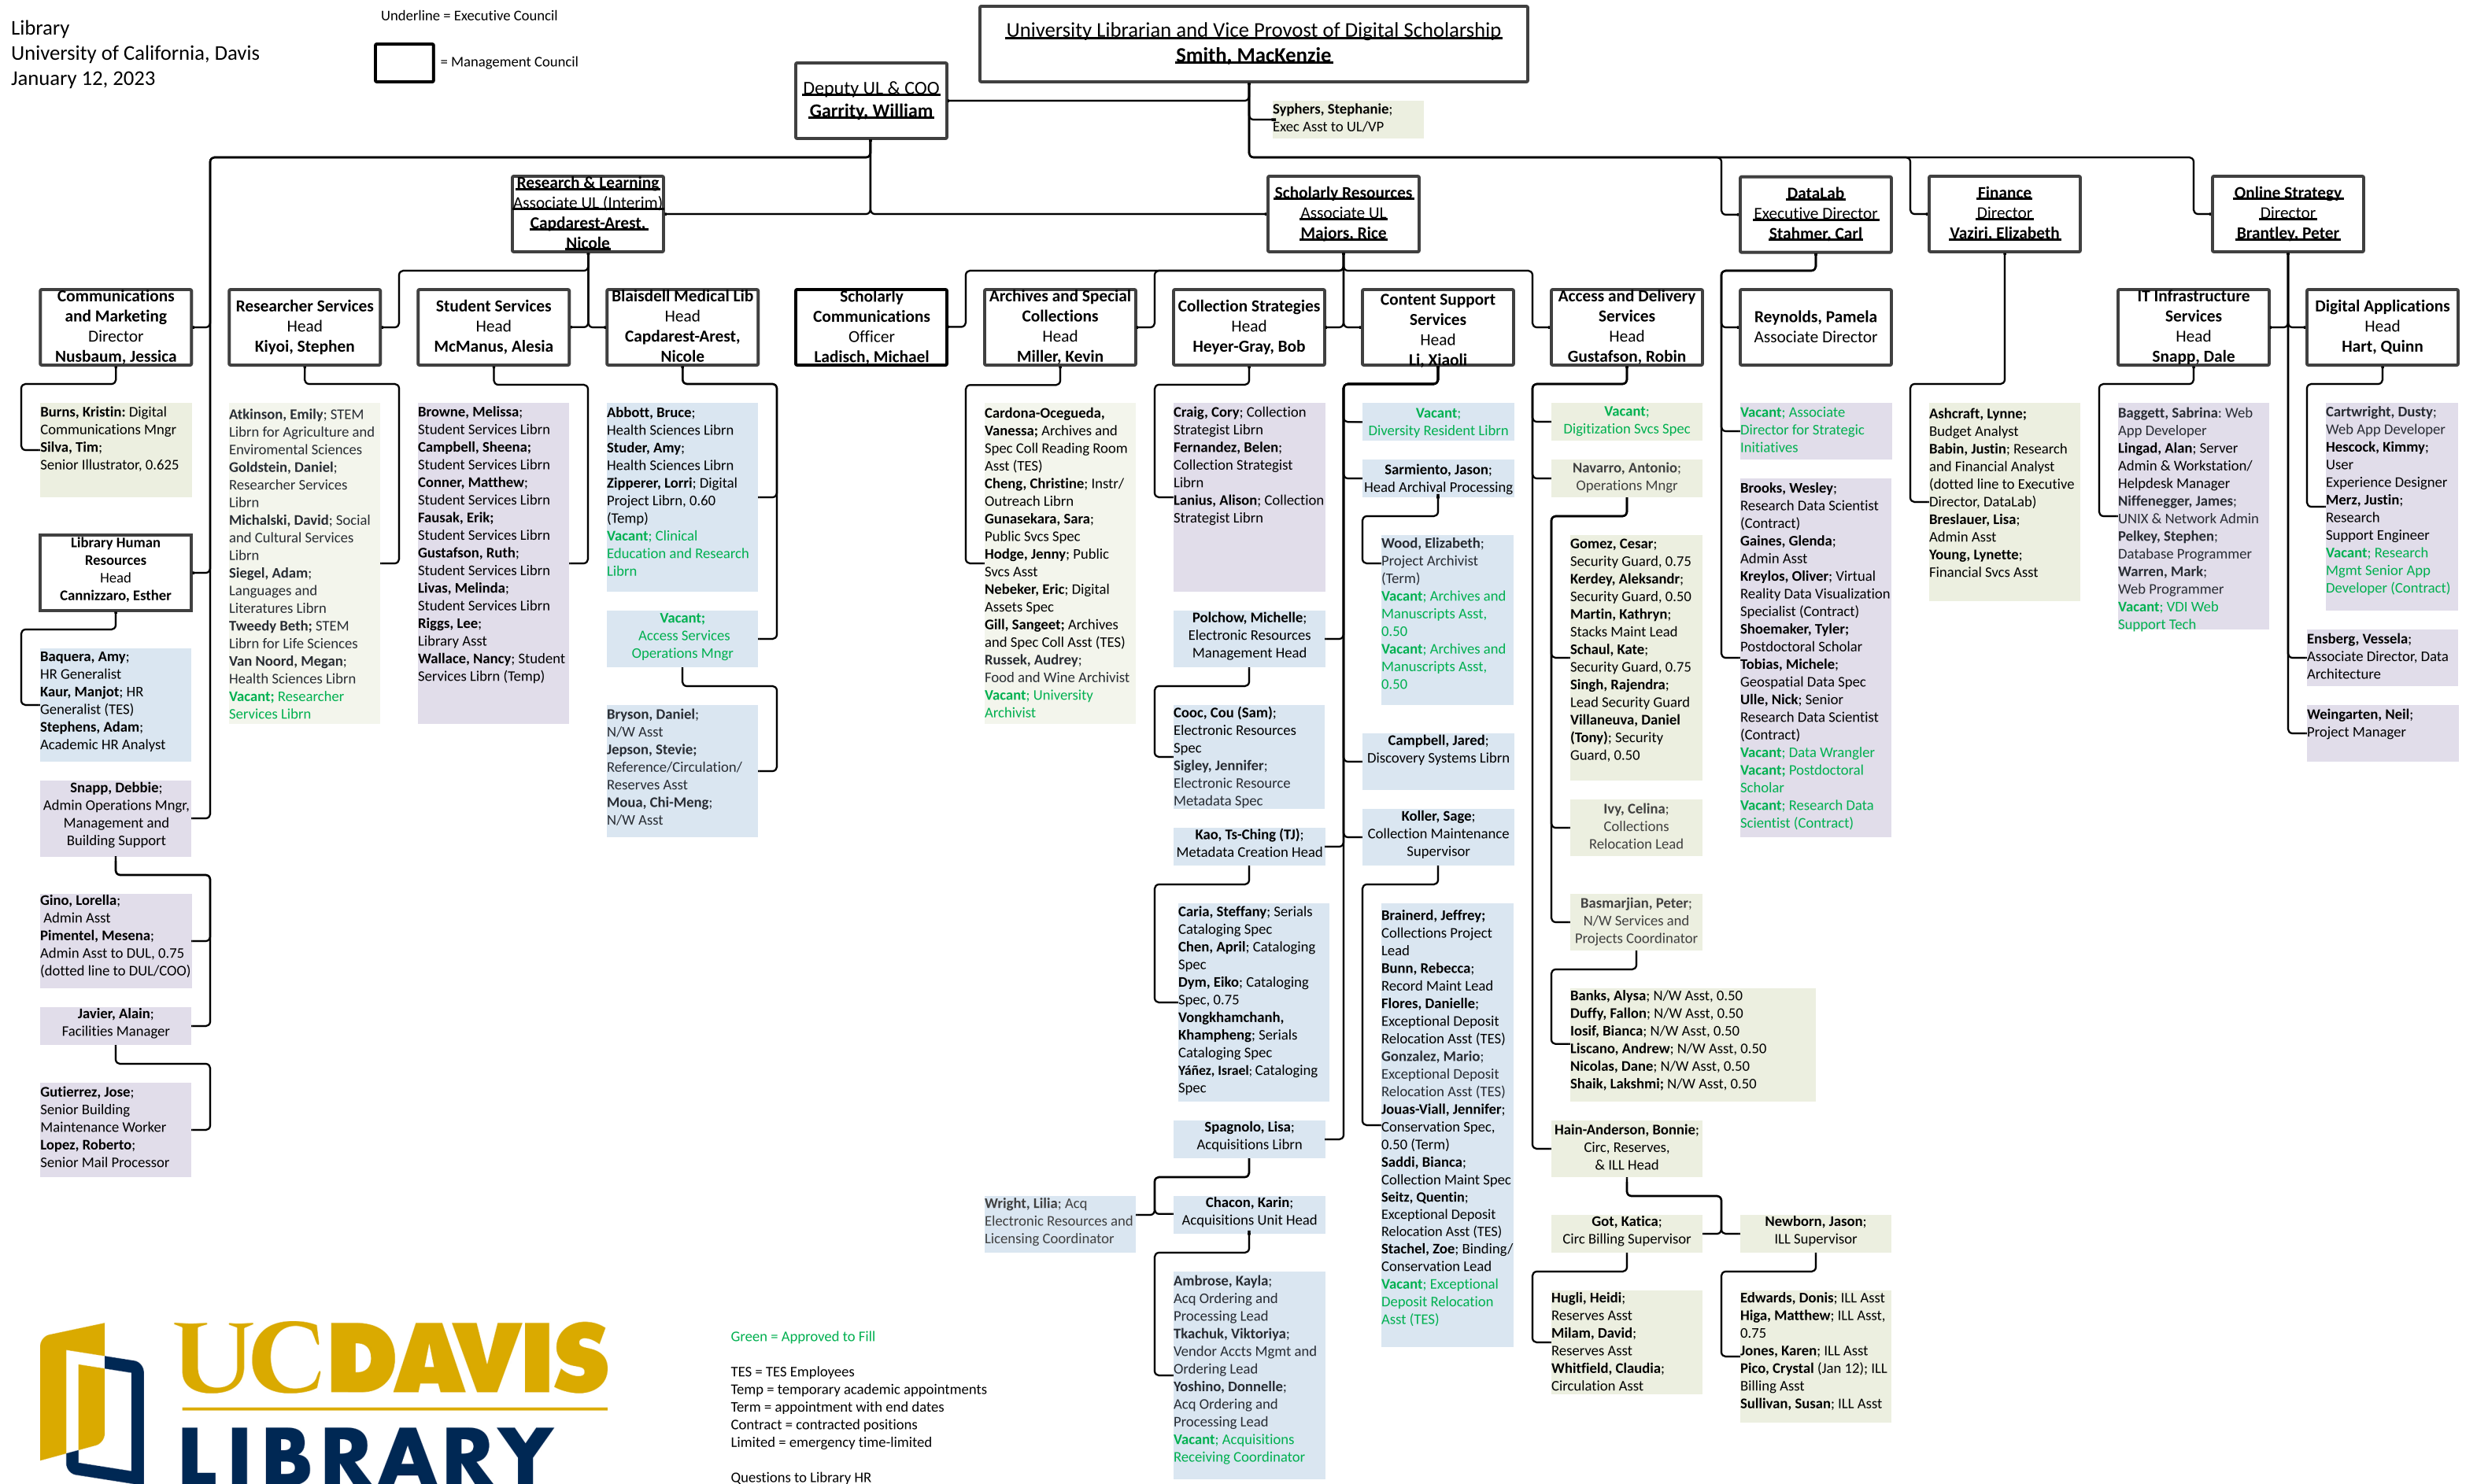 Library
University of California, Davis
January 12, 2023
Underline = Executive Council
= Management Council
University Librarian and Vice Provost of Digital Scholarship
Smith, MacKenzie
Deputy UL & COO
Garrity, William
Syphers, Stephanie;
Exec Asst to UL/VP
Research & Learning
Associate UL (Interim)
Capdarest-Arest,
Nicole
Scholarly Resources
Associate UL
Majors, Rice
DataLab
Executive Director
Stahmer, Carl
Finance
Director
Vaziri, Elizabeth
Online Strategy
Director
Brantley, Peter
Communications
and Marketing
Director
Nusbaum, Jessica
Researcher Services
Head
Kiyoi, Stephen
Student Services
Head
McManus, Alesia
Blaisdell Medical Lib
Head
Capdarest-Arest,
Nicole
Scholarly
Communications
Officer
Ladisch, Michael
Archives and Special
Collections
Head
Miller, Kevin
Collection Strategies
Head
Heyer-Gray, Bob
Content Support
Services
Head
Li, Xiaoli
Access and Delivery
Services
Head
Gustafson, Robin
Reynolds, Pamela
Associate Director
IT Infrastructure
Services
Head
Snapp, Dale
Digital Applications
Head
Hart, Quinn
Burns, Kristin: Digital
Communications Mngr
Silva, Tim;
Senior Illustrator, 0.625
Library Human
Resources
Head
Cannizzaro, Esther
Baquera, Amy;
HR Generalist
Kaur, Manjot; HR
Generalist (TES)
Stephens, Adam;
Academic HR Analyst
Snapp, Debbie;
Admin Operations Mngr,
Management and
Building Support
Gino, Lorella;
Admin Asst
Pimentel, Mesena;
Admin Asst to DUL, 0.75
(dotted line to DUL/COO)
Javier, Alain;
Facilities Manager
Gutierrez, Jose;
Senior Building
Maintenance Worker
Lopez, Roberto;
Senior Mail Processor
Atkinson, Emily; STEM
Librn for Agriculture and
Enviromental Sciences
Goldstein, Daniel;
Researcher Services
Librn
Michalski, David; Social
and Cultural Services
Librn
Siegel, Adam;
Languages and
Literatures Librn
Tweedy Beth; STEM
Librn for Life Sciences
Van Noord, Megan;
Health Sciences Librn
Vacant; Researcher
Services Librn
Browne, Melissa;
Student Services Librn
Campbell, Sheena;
Student Services Librn
Conner, Matthew;
Student Services Librn
Fausak, Erik;
Student Services Librn
Gustafson, Ruth;
Student Services Librn
Livas, Melinda;
Student Services Librn
Riggs, Lee;
Library Asst
Wallace, Nancy; Student
Services Librn (Temp)
Abbott, Bruce;
Health Sciences Librn
Studer, Amy;
Health Sciences Librn
Zipperer, Lorri; Digital
Project Librn, 0.60
(Temp)
Vacant; Clinical
Education and Research
Librn
Vacant;
Access Services
Operations Mngr
Bryson, Daniel;
N/W Asst
Jepson, Stevie;
Reference/Circulation/
Reserves Asst
Moua, Chi-Meng;
N/W Asst
Cardona-Ocegueda,
Vanessa; Archives and
Spec Coll Reading Room
Asst (TES)
Cheng, Christine; Instr/
Outreach Librn
Gunasekara, Sara;
Public Svcs Spec
Hodge, Jenny; Public
Svcs Asst
Nebeker, Eric; Digital
Assets Spec
Gill, Sangeet; Archives
and Spec Coll Asst (TES)
Russek, Audrey;
Food and Wine Archivist
Vacant; University
Archivist
Craig, Cory; Collection
Strategist Librn
Fernandez, Belen;
Collection Strategist
Librn
Lanius, Alison; Collection
Strategist Librn
Polchow, Michelle;
Electronic Resources
Management Head
Cooc, Cou (Sam);
Electronic Resources
Spec
Sigley, Jennifer;
Electronic Resource
Metadata Spec
Kao, Ts-Ching (TJ);
Metadata Creation Head
Caria, Steffany; Serials
Cataloging Spec
Chen, April; Cataloging
Spec
Dym, Eiko; Cataloging
Spec, 0.75
Vongkhamchanh,
Khampheng; Serials
Cataloging Spec
Yáñez, Israel; Cataloging
Spec
Spagnolo, Lisa;
Acquisitions Librn
Wright, Lilia; Acq
Electronic Resources and
Licensing Coordinator
Chacon, Karin;
Acquisitions Unit Head
Ambrose, Kayla;
Acq Ordering and
Processing Lead
Tkachuk, Viktoriya;
Vendor Accts Mgmt and
Ordering Lead
Yoshino, Donnelle;
Acq Ordering and
Processing Lead
Vacant; Acquisitions
Receiving Coordinator
Vacant;
Diversity Resident Librn
Sarmiento, Jason;
Head Archival Processing
Wood, Elizabeth;
Project Archivist
(Term)
Vacant; Archives and
Manuscripts Asst,
0.50
Vacant; Archives and
Manuscripts Asst,
0.50
Campbell, Jared;
Discovery Systems Librn
Koller, Sage;
Collection Maintenance
Supervisor
Brainerd, Jeffrey;
Collections Project
Lead
Bunn, Rebecca;
Record Maint Lead
Flores, Danielle;
Exceptional Deposit
Relocation Asst (TES)
Gonzalez, Mario;
Exceptional Deposit
Relocation Asst (TES)
Jouas-Viall, Jennifer;
Conservation Spec,
0.50 (Term)
Saddi, Bianca;
Collection Maint Spec
Seitz, Quentin;
Exceptional Deposit
Relocation Asst (TES)
Stachel, Zoe; Binding/
Conservation Lead
Vacant; Exceptional
Deposit Relocation
Asst (TES)
Vacant;
Digitization Svcs Spec
Navarro, Antonio;
Operations Mngr
Gomez, Cesar;
Security Guard, 0.75
Kerdey, Aleksandr;
Security Guard, 0.50
Martin, Kathryn;
Stacks Maint Lead
Schaul, Kate;
Security Guard, 0.75
Singh, Rajendra;
Lead Security Guard
Villaneuva, Daniel
(Tony); Security
Guard, 0.50
Ivy, Celina;
Collections
Relocation Lead
Basmarjian, Peter;
N/W Services and
Projects Coordinator
Banks, Alysa; N/W Asst, 0.50
Duffy, Fallon; N/W Asst, 0.50
Iosif, Bianca; N/W Asst, 0.50
Liscano, Andrew; N/W Asst, 0.50
Nicolas, Dane; N/W Asst, 0.50
Shaik, Lakshmi; N/W Asst, 0.50
Hain-Anderson, Bonnie;
Circ, Reserves,
& ILL Head
Got, Katica;
Circ Billing Supervisor
Newborn, Jason;
ILL Supervisor
Hugli, Heidi;
Reserves Asst
Milam, David;
Reserves Asst
Whitfield, Claudia;
Circulation Asst
Edwards, Donis; ILL Asst
Higa, Matthew; ILL Asst,
0.75
Jones, Karen; ILL Asst
Pico, Crystal (Jan 12); ILL
Billing Asst
Sullivan, Susan; ILL Asst
Vacant; Associate
Director for Strategic
Initiatives
Brooks, Wesley;
Research Data Scientist
(Contract)
Gaines, Glenda;
Admin Asst
Kreylos, Oliver; Virtual
Reality Data Visualization
Specialist (Contract)
Shoemaker, Tyler;
Postdoctoral Scholar
Tobias, Michele;
Geospatial Data Spec
Ulle, Nick; Senior
Research Data Scientist
(Contract)
Vacant; Data Wrangler
Vacant; Postdoctoral
Scholar
Vacant; Research Data
Scientist (Contract)
Ashcraft, Lynne;
Budget Analyst
Babin, Justin; Research
and Financial Analyst
(dotted line to Executive
Director, DataLab)
Breslauer, Lisa;
Admin Asst
Young, Lynette;
Financial Svcs Asst
Baggett, Sabrina: Web
App Developer
Lingad, Alan; Server
Admin & Workstation/
Helpdesk Manager
Niffenegger, James;
UNIX & Network Admin
Pelkey, Stephen;
Database Programmer
Warren, Mark;
Web Programmer
Vacant; VDI Web
Support Tech
Cartwright, Dusty;
Web App Developer
Hescock, Kimmy;
User
Experience Designer
Merz, Justin;
Research
Support Engineer
Vacant; Research
Mgmt Senior App
Developer (Contract)
Ensberg, Vessela;
Associate Director, Data
Architecture
Weingarten, Neil;
Project Manager
UCDAVIS
LIBRARY
Green = Approved to Fill
TES = TES Employees
Temp = temporary academic appointments
Term = appointment with end dates
Contract = contracted positions
Limited = emergency time-limited
Questions to Library HR